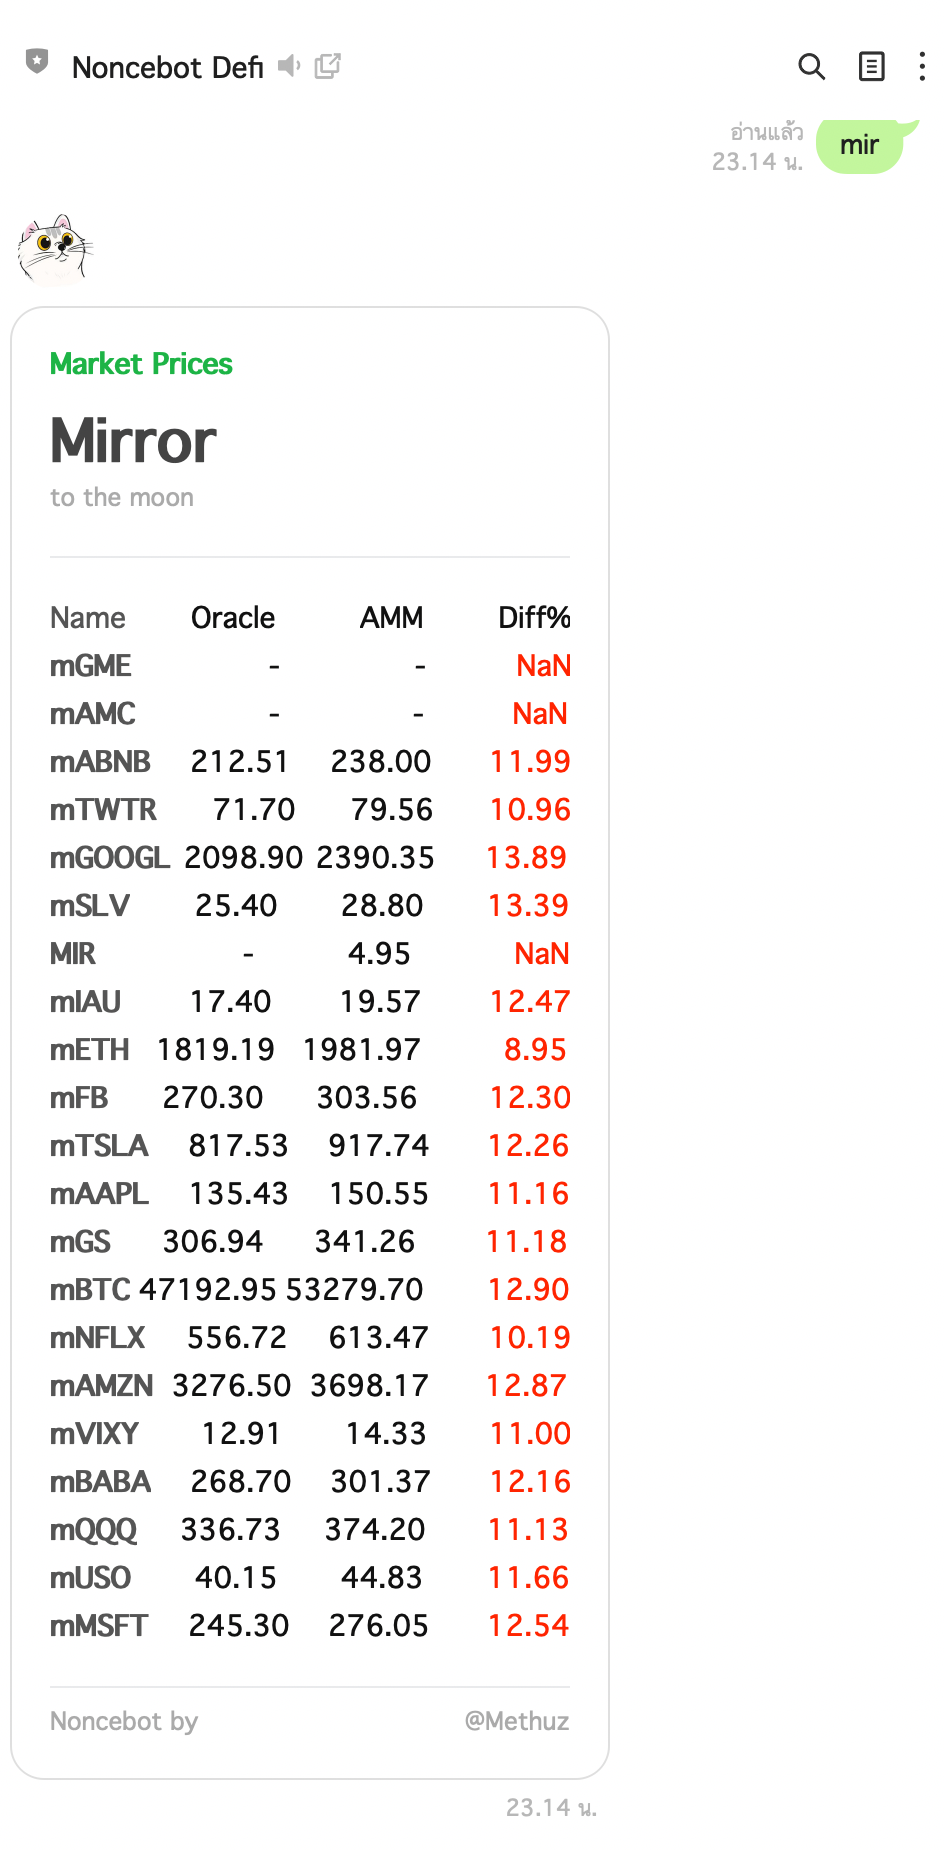 Noncebot Defi
อ่านแล้ว
23.14 น.
mir
Market Prices
Mirror
to the moon
Name Oracle AMM Diff%
mGME - - NaN
mAMC - - NaN
mABNB 212.51 238.00 11.99
mTWTR 71.70 79.56 10.96
mGOOGL 2098.90 2390.35 13.89
mSLV 25.40 28.80 13.39
MIR - 4.95 NaN
mIAU 17.40 19.57 12.47
mETH 1819.19 1981.97 8.95
mFB 270.30 303.56 12.30
mTSLA 817.53 917.74 12.26
mAAPL 135.43 150.55 11.16
mGS 306.94 341.26 11.18
mBTC 47192.95 53279.70 12.90
mNFLX 556.72 613.47 10.19
mAMZN 3276.50 3698.17 12.87
mVIXY 12.91 14.33 11.00
mBABA 268.70 301.37 12.16
mQQQ 336.73 374.20 11.13
mUSO 40.15 44.83 11.66
mMSFT 245.30 276.05 12.54
Noncebot by @Methuz
23.14 น.